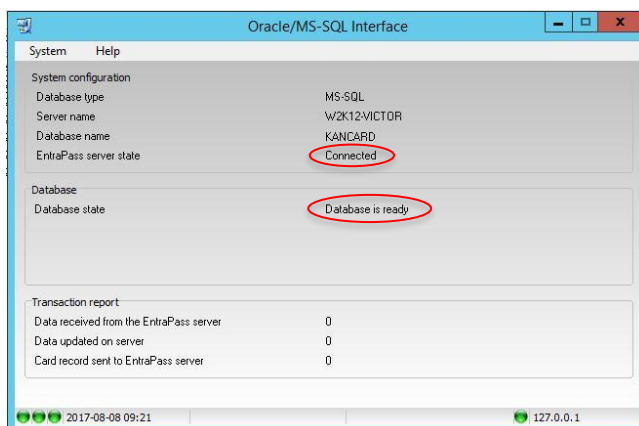 Oracle/MS-SQL Interface
System Help
System configuration
Database type MS-SQL
Server name W2K12-VICTOR
Database name KANCARD
EntraPass server state Connected
Database
Database state Database is ready
Transaction report
Data received from the EntraPass server 0
Data updated on server 0
Card record sent to EntraPass server 0
2017-08-08 09:21 127.0.0.1